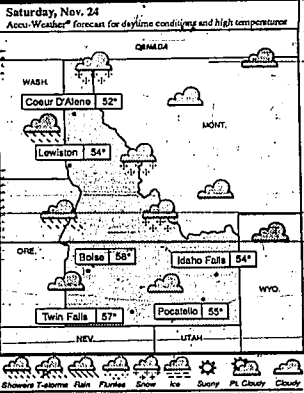 Saturday, Nov. 24
Accu-Weather® forecast for daytime conditions and high temperatures
CANADA
WASH.
Coeur D'Alene 52°
MONT.
Lewiston 54°
ORE.
Boise 58°
Idaho Falls 54°
WYO.
Twin Falls 57°
Pocatello 55°
NEV.
UTAH
Showers T-storms Rain Flurries Snow Ice Sunny Pt. Cloudy Cloudy